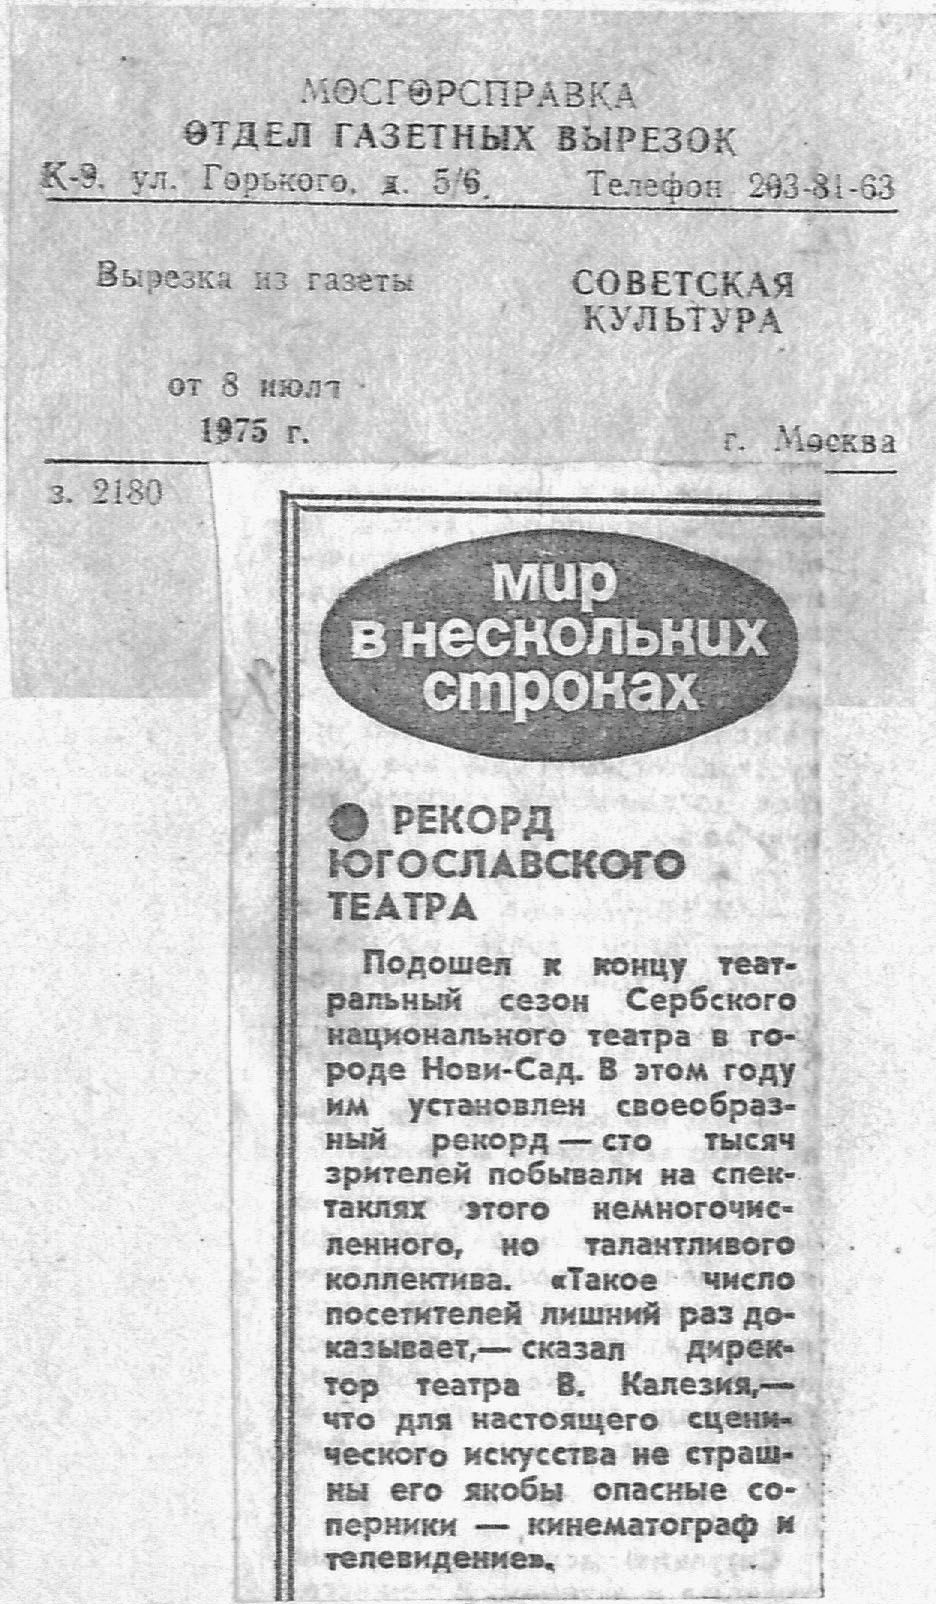 МОСГОРСПРАВКА
ОТДЕЛ ГАЗЕТНЫХ ВЫРЕЗОК
К-9, ул. Горького, д. 5/6. Телефон 203-81-63
Вырезка из газеты
СОВЕТСКАЯ
КУЛЬТУРА
от 8 июля
1975 г.
г. Москва
з. 2180
мир
в нескольких
строках
РЕКОРД
ЮГОСЛАВСКОГО
ТЕАТРА
Подошел к концу теат-
ральный сезон Сербского
национального театра в го-
роде Нови-Сад. В этом году
им установлен своеобраз-
ный рекорд — сто тысяч
зрителей побывали на спек-
таклях этого немногочис-
ленного, но талантливого
коллектива. «Такое число
посетителей лишний раз до-
казывает,— сказал дирек-
тор театра В. Калезия,—
что для настоящего сцени-
ческого искусства не страш-
ны его якобы опасные со-
перники — кинематограф и
телевидение».